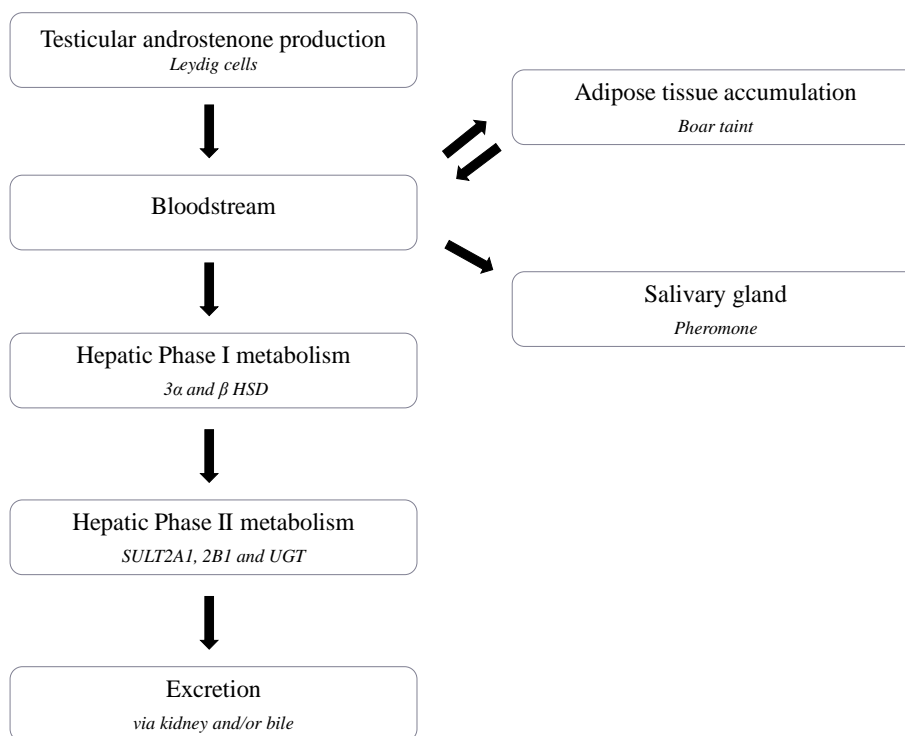 Testicular androstenone production
Leydig cells
Adipose tissue accumulation
Boar taint
Bloodstream
Salivary gland
Pheromone
Hepatic Phase I metabolism
3α and β HSD
Hepatic Phase II metabolism
SULT2A1, 2B1 and UGT
Excretion
via kidney and/or bile